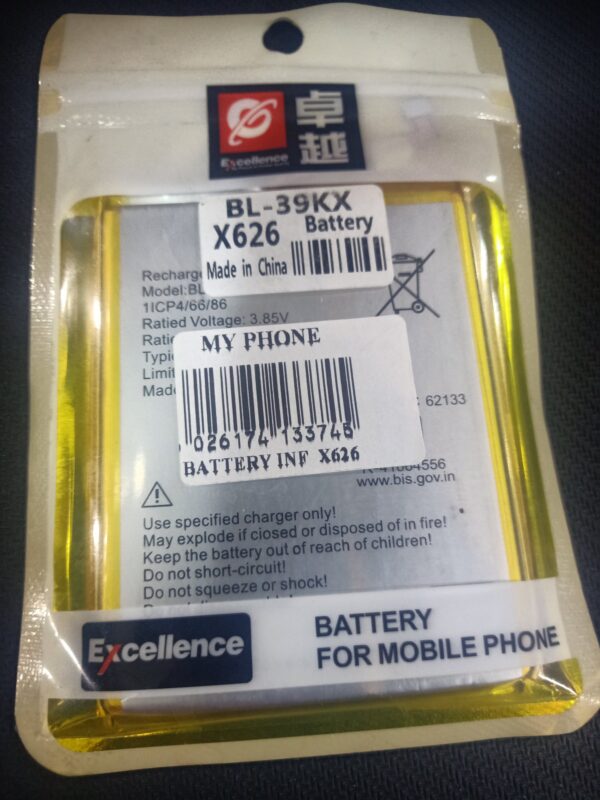 卓越
Excellence
BL-39KX
X626 Battery
Made in China
Model:BL
1ICP4/66/86
Ratied Voltage: 3.85V
MY PHONE
Made
62133
026174 133745
BATTERY INF X626
www.bis.gov.in
Use specified charger only!
May explode if ciosed or disposed of in fire!
Keep the battery out of reach of children!
Do not short-circuit!
Do not squeeze or shock!
Excellence
BATTERY
FOR MOBILE PHONE